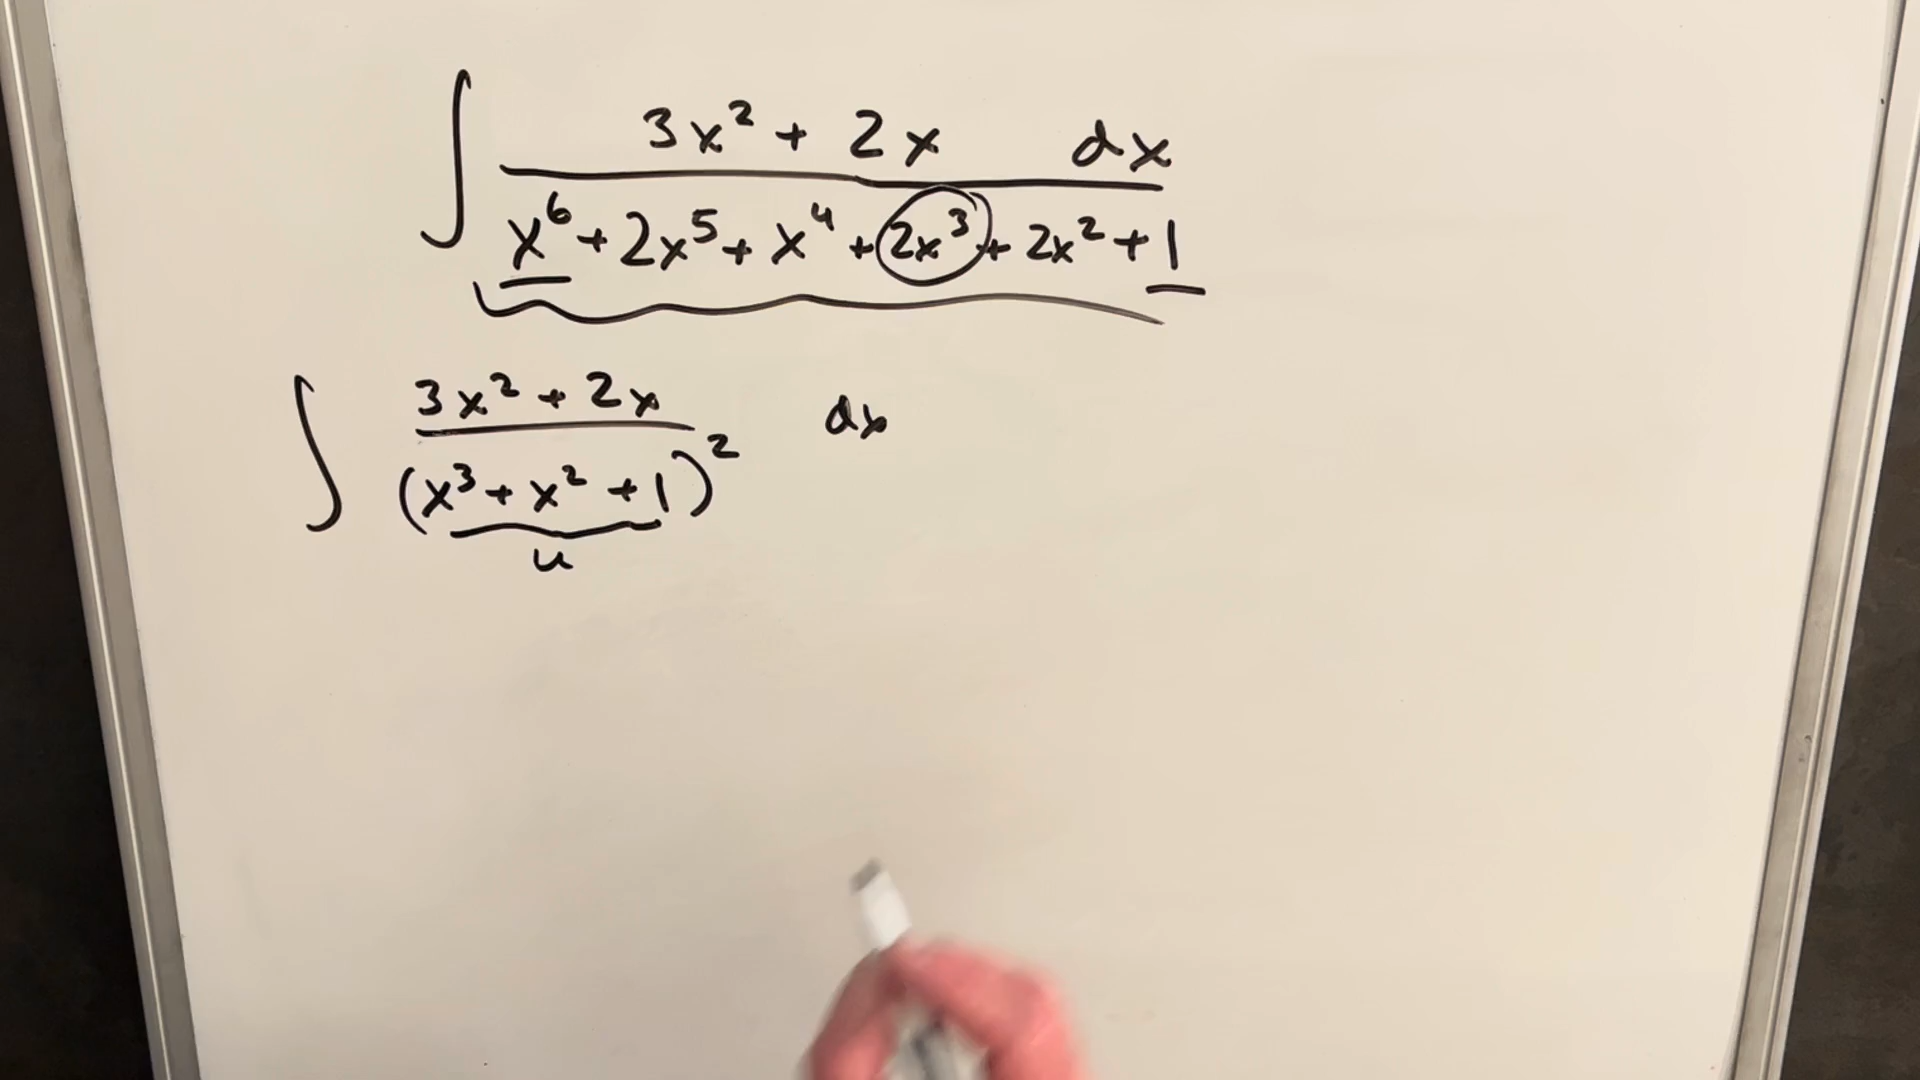 ∫ 3x² + 2x dx
x⁶ + 2x⁵ + x⁴ + 2x³ + 2x² + 1
∫ 3x² + 2x dx
(x³ + x² + 1)²
u